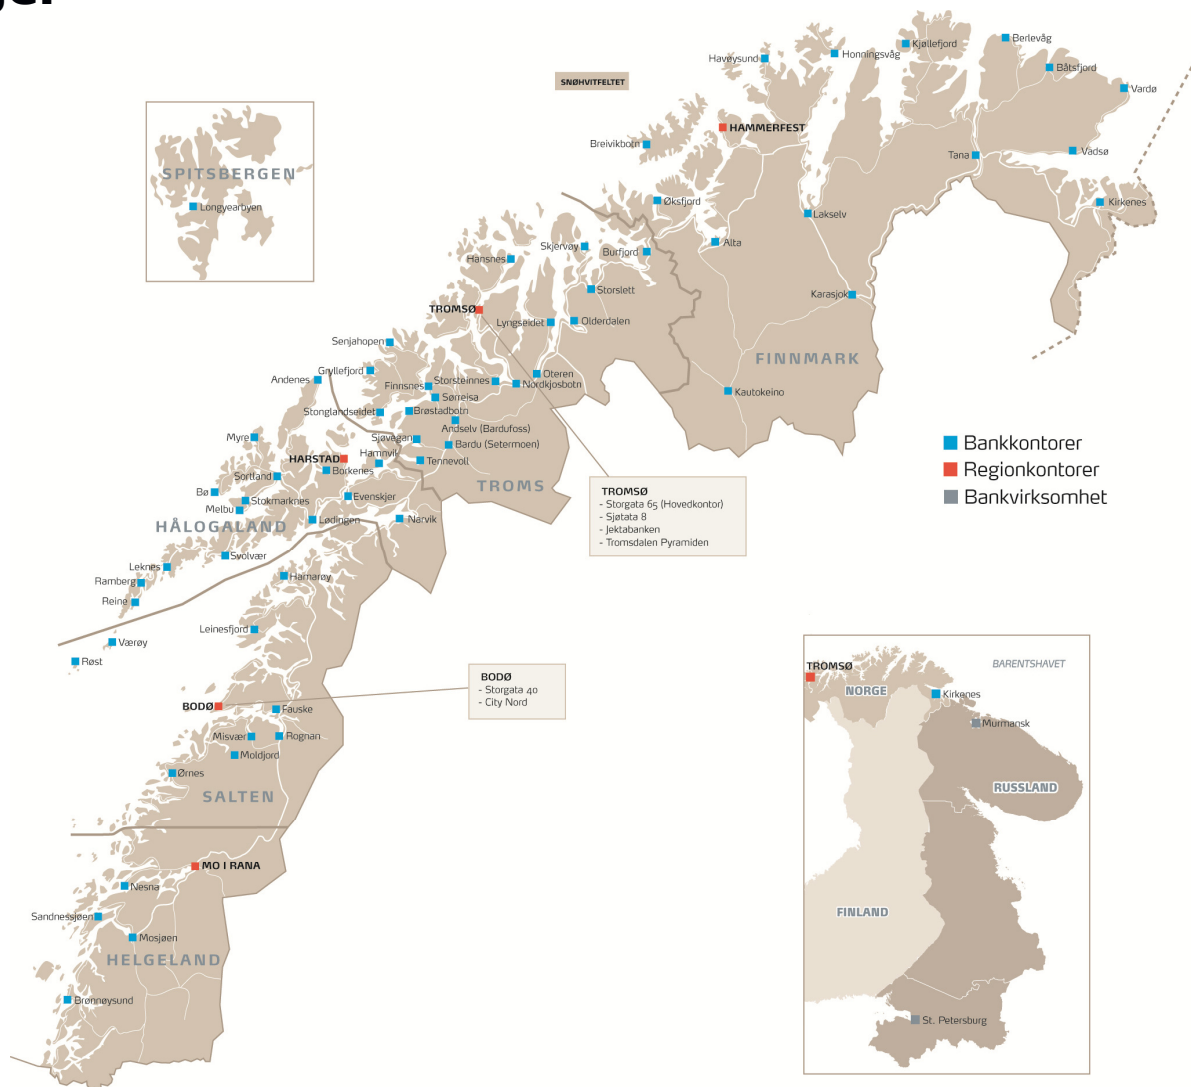 Berlevåg
Kjøllefjord
Honningsvåg
Havøysund
Båtsfjord
SNØHVITFELTET
Vardø
HAMMERFEST
Breivikbotn
Vadsø
Tana
SPITSBERGEN
Longyearbyen
Øksfjord
Kirkenes
Lakselv
Alta
Skjervøy
Burfjord
Hansnes
Storslett
Karasjok
TROMSØ
Lyngseidet
Olderdalen
Senjahopen
FINNMARK
Gryllefjord
Andenes
Oteren
Storsteinnes
Nordkjosbotn
Finnsnes
Kautokeino
Sørreisa
Stonglandseidet
Brøstadbotn
Andselv (Bardufoss)
Myre
Sjøvegan
Bardu (Setermoen)
Hamnvik
HARSTAD
Tennevoll
Borkenes
Sortland
TROMS
Bø
Stokmarknes
Evenskjer
Melbu
HÅLOGALAND
Lødingen
Narvik
Svolvær
Leknes
Ramberg
Hamarøy
Reine
Leinesfjord
Værøy
Røst
Bankkontorer
Regionkontorer
Bankvirksomhet
TROMSØ
- Storgata 65 (Hovedkontor)
- Sjøtata 8
- Jektabanken
- Tromsdalen Pyramiden
BODØ
- Storgata 40
- City Nord
BODØ
Fauske
Misvær
Rognan
Moldjord
Ørnes
SALTEN
MO I RANA
Nesna
Sandnessjøen
Mosjøen
HELGELAND
Brønnøysund
TROMSØ
BARENTSHAVET
NORGE
Kirkenes
Murmansk
RUSSLAND
FINLAND
St. Petersburg